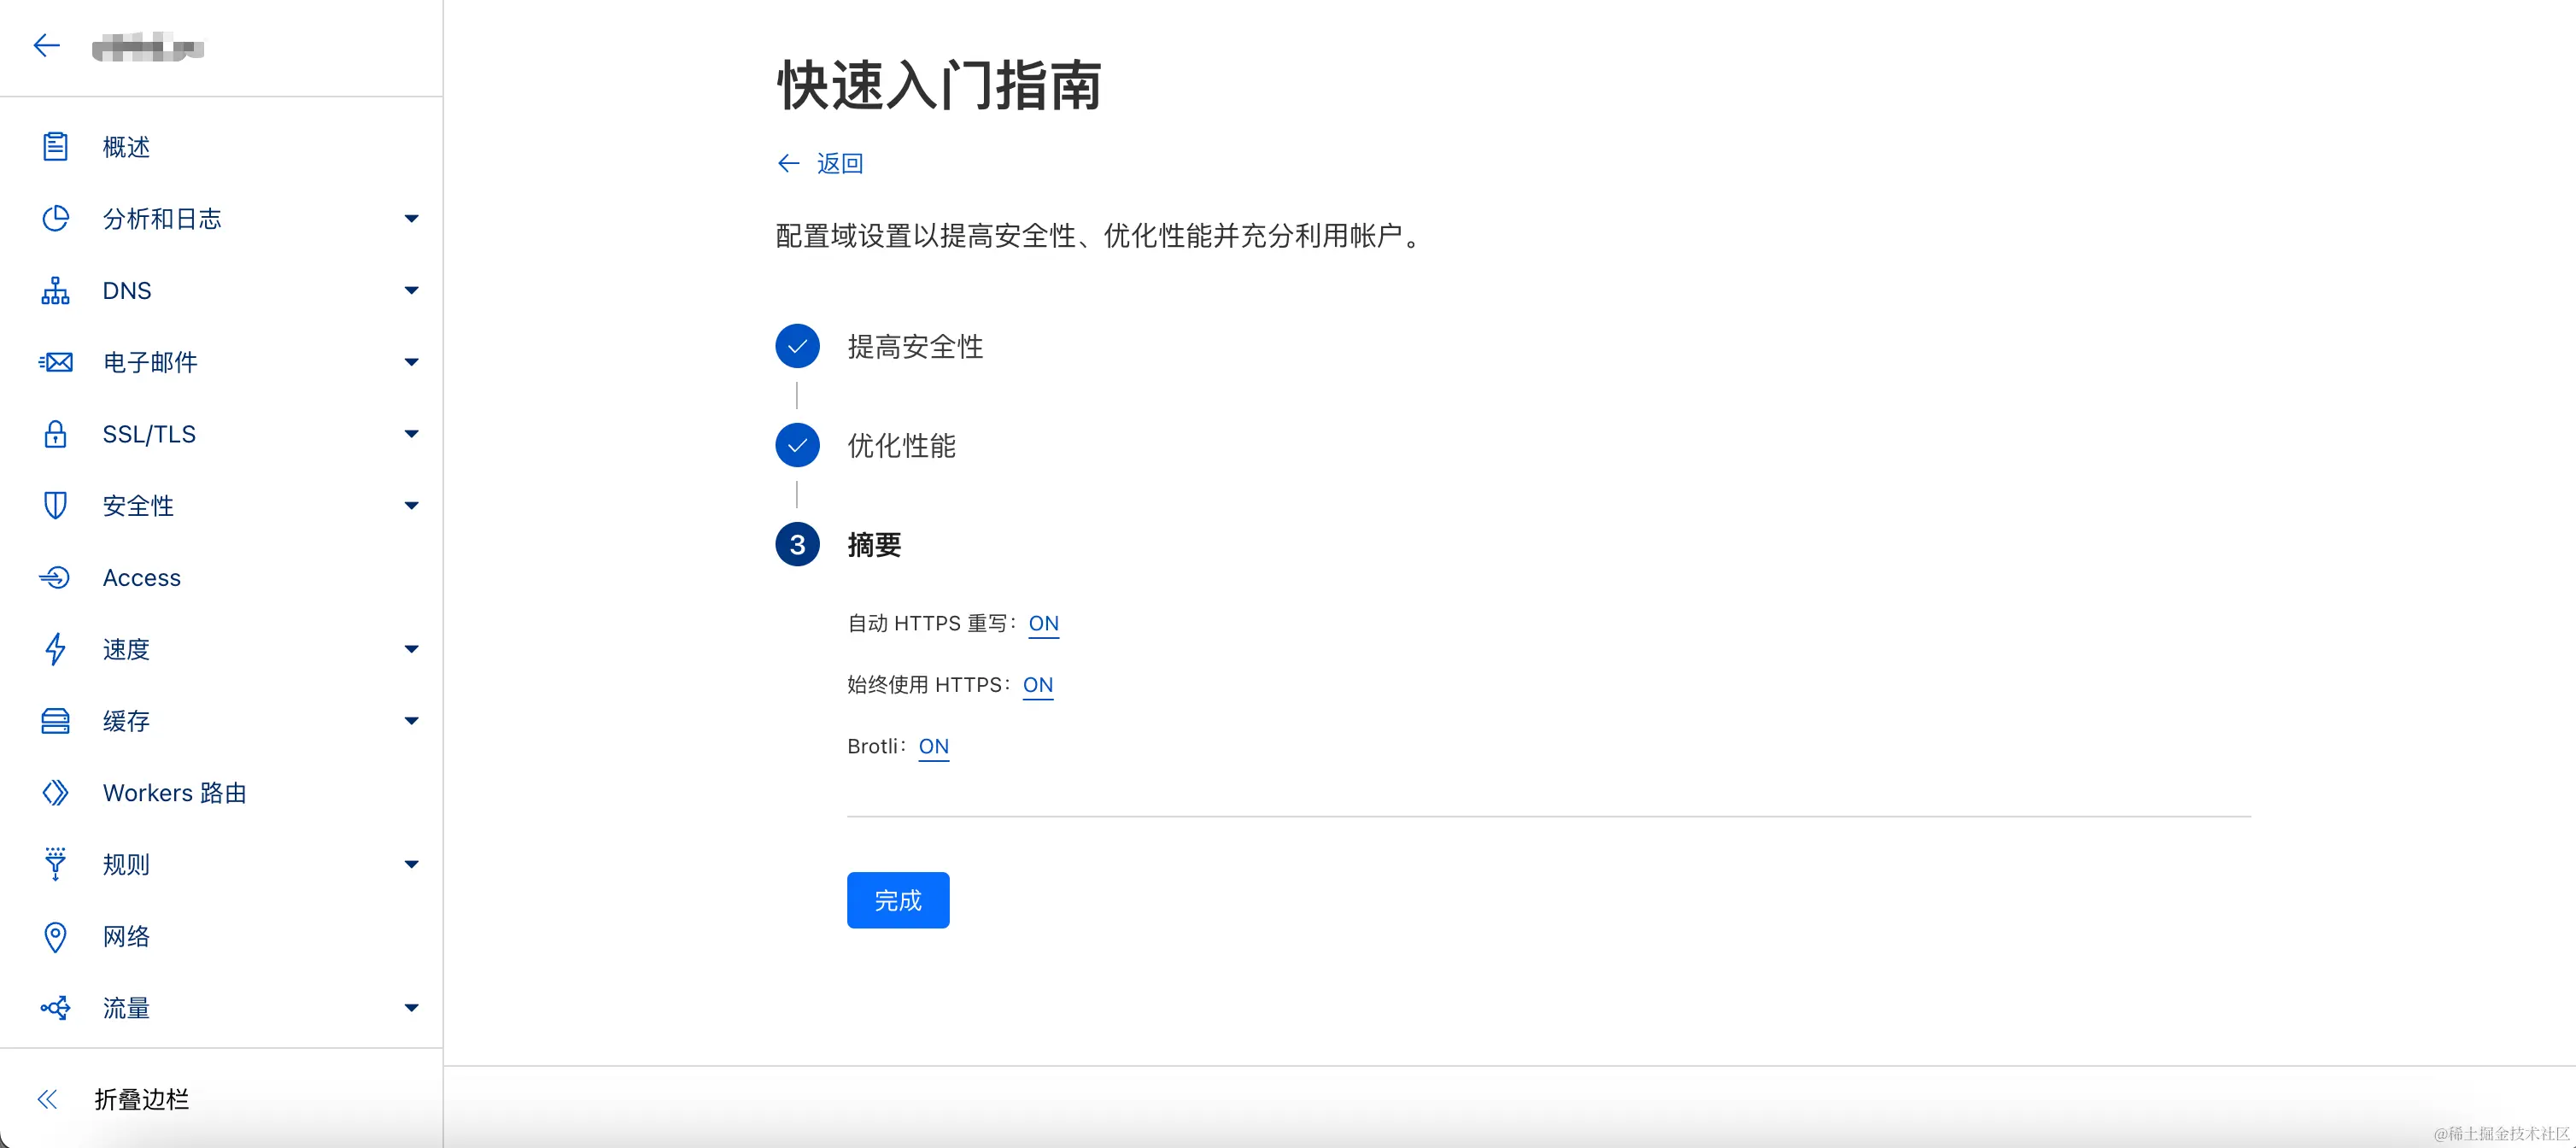 概述
分析和日志
DNS
电子邮件
SSL/TLS
安全性
Access
速度
缓存
Workers 路由
规则
网络
流量
折叠边栏
快速入门指南
返回
配置域设置以提高安全性、优化性能并充分利用帐户。
提高安全性
优化性能
3 摘要
自动 HTTPS 重写：ON
始终使用 HTTPS：ON
Brotli：ON
完成
@稀土掘金技术社区